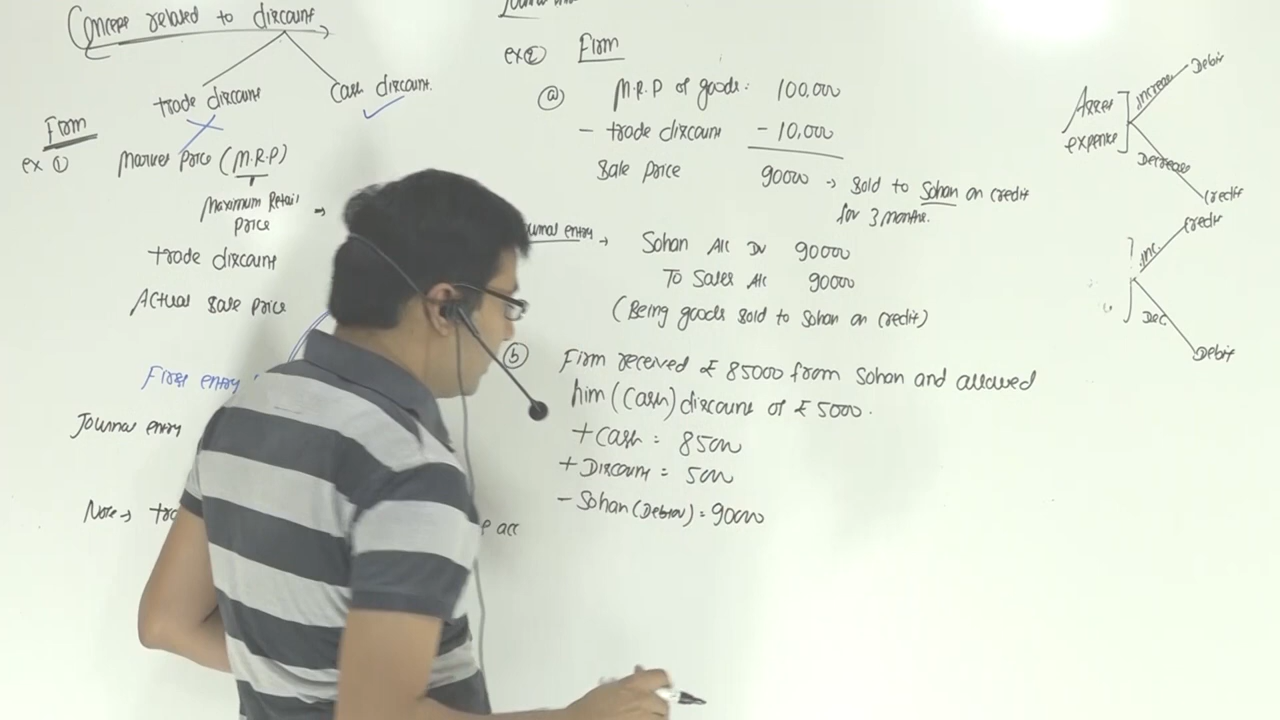 Concept related to discount
trade discount
Cash discount.
Firm
ex ①
Market Price (M.R.P)
Maximum Retail
Price
trade discount
Actual Sale Price
First entry
Journal entry
Note →
acc
ex ②
Firm
ⓐ M.R.P of goods: 100,000
- trade discount - 10,000
Sale Price 90000 → Sold to Sohan on credit
for 3 months.
entry → Sohan A/c Dr 90000
To Sales A/c 90000
(Being goods sold to Sohan on credit)
ⓑ Firm received ₹ 85000 from Sohan and allowed
him (Cash) discount of ₹ 5000.
+ Cash = 85000
+ Discount = 5000
- Sohan (Debtor) = 90000
Asset
expense
increase
Debit
Decrease
Credit
Inc.
Credit
Dec
Debit